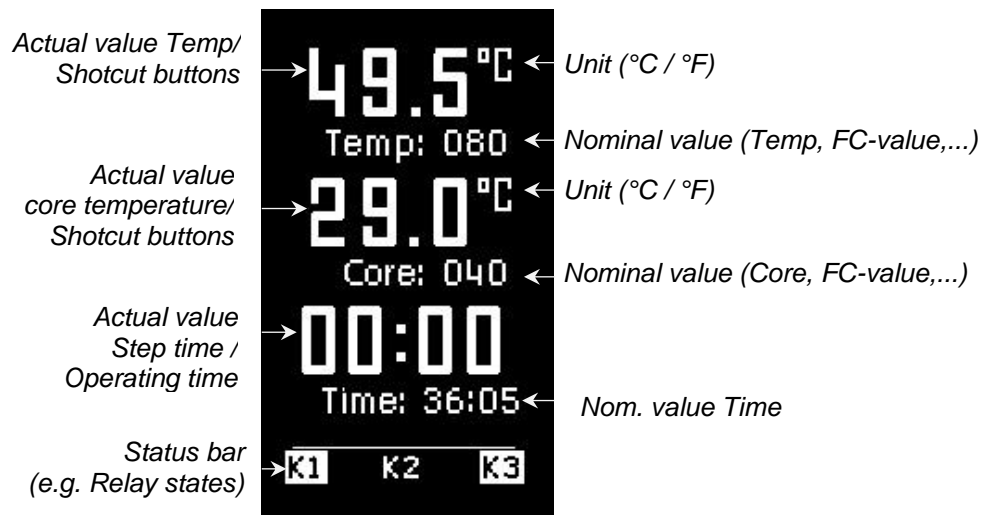 Actual value Temp/
Shotcut buttons
49.5°C
Unit (°C / °F)
Temp: 080
Nominal value (Temp, FC-value,...)
Actual value
core temperature/
Shotcut buttons
29.0°C
Unit (°C / °F)
Core: 040
Nominal value (Core, FC-value,...)
Actual value
Step time /
Operating time
00:00
Time: 36:05
Nom. value Time
Status bar
(e.g. Relay states)
K1 K2 K3